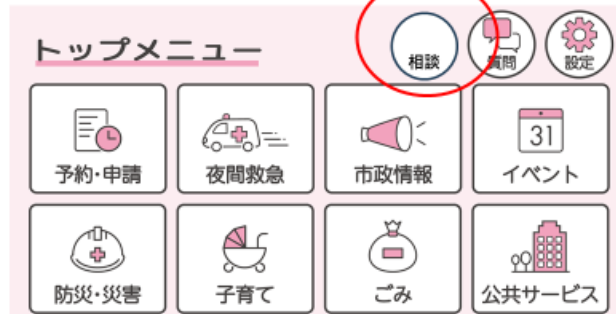 トップメニュー
相談
質問
設定
予約・申請
夜間救急
市政情報
31
イベント
防災・災害
子育て
ごみ
公共サービス